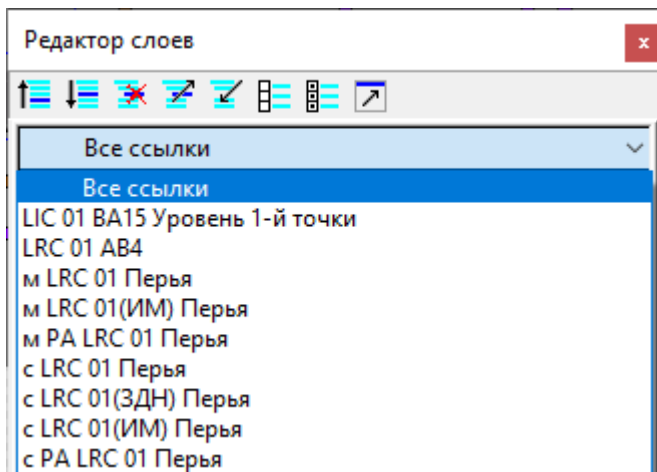 Редактор слоев
x
Все ссылки
Все ссылки
LIC 01 BA15 Уровень 1-й точки
LRC 01 AB4
м LRC 01 Перья
м LRC 01(ИМ) Перья
м РА LRC 01 Перья
с LRC 01 Перья
с LRC 01(ЗДН) Перья
с LRC 01(ИМ) Перья
с РА LRC 01 Перья